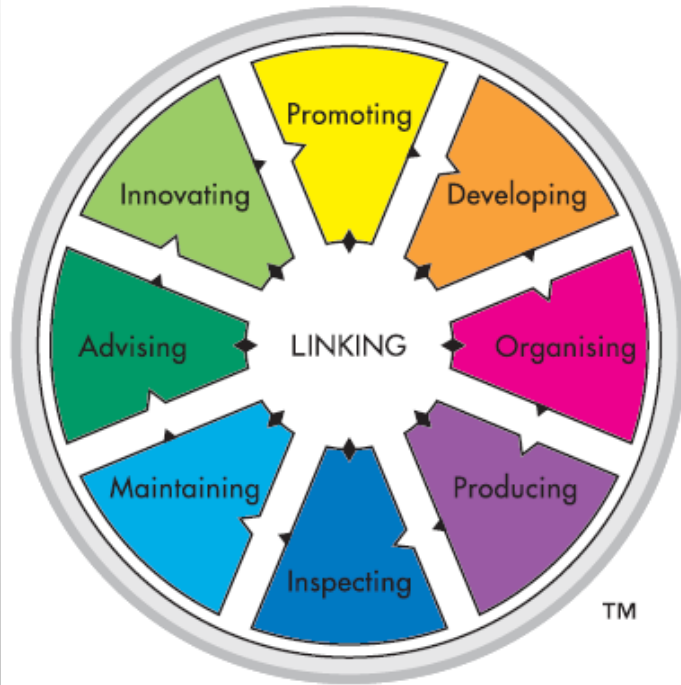 Promoting
Innovating
Developing
Advising
LINKING
Organising
Maintaining
Producing
Inspecting
TM